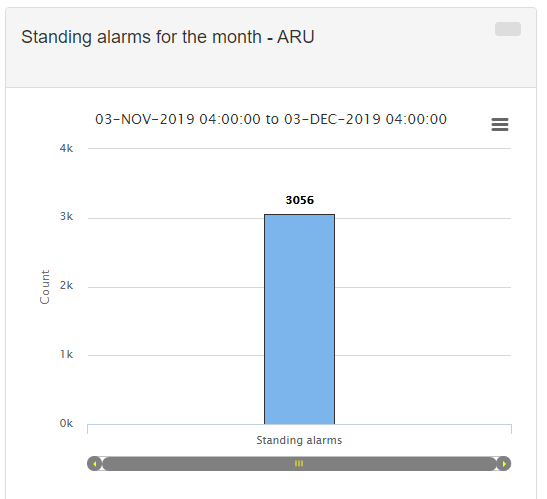 Standing alarms for the month - ARU
03-NOV-2019 04:00:00 to 03-DEC-2019 04:00:00
4k
3056
3k
Count
2k
1k
0k
Standing alarms